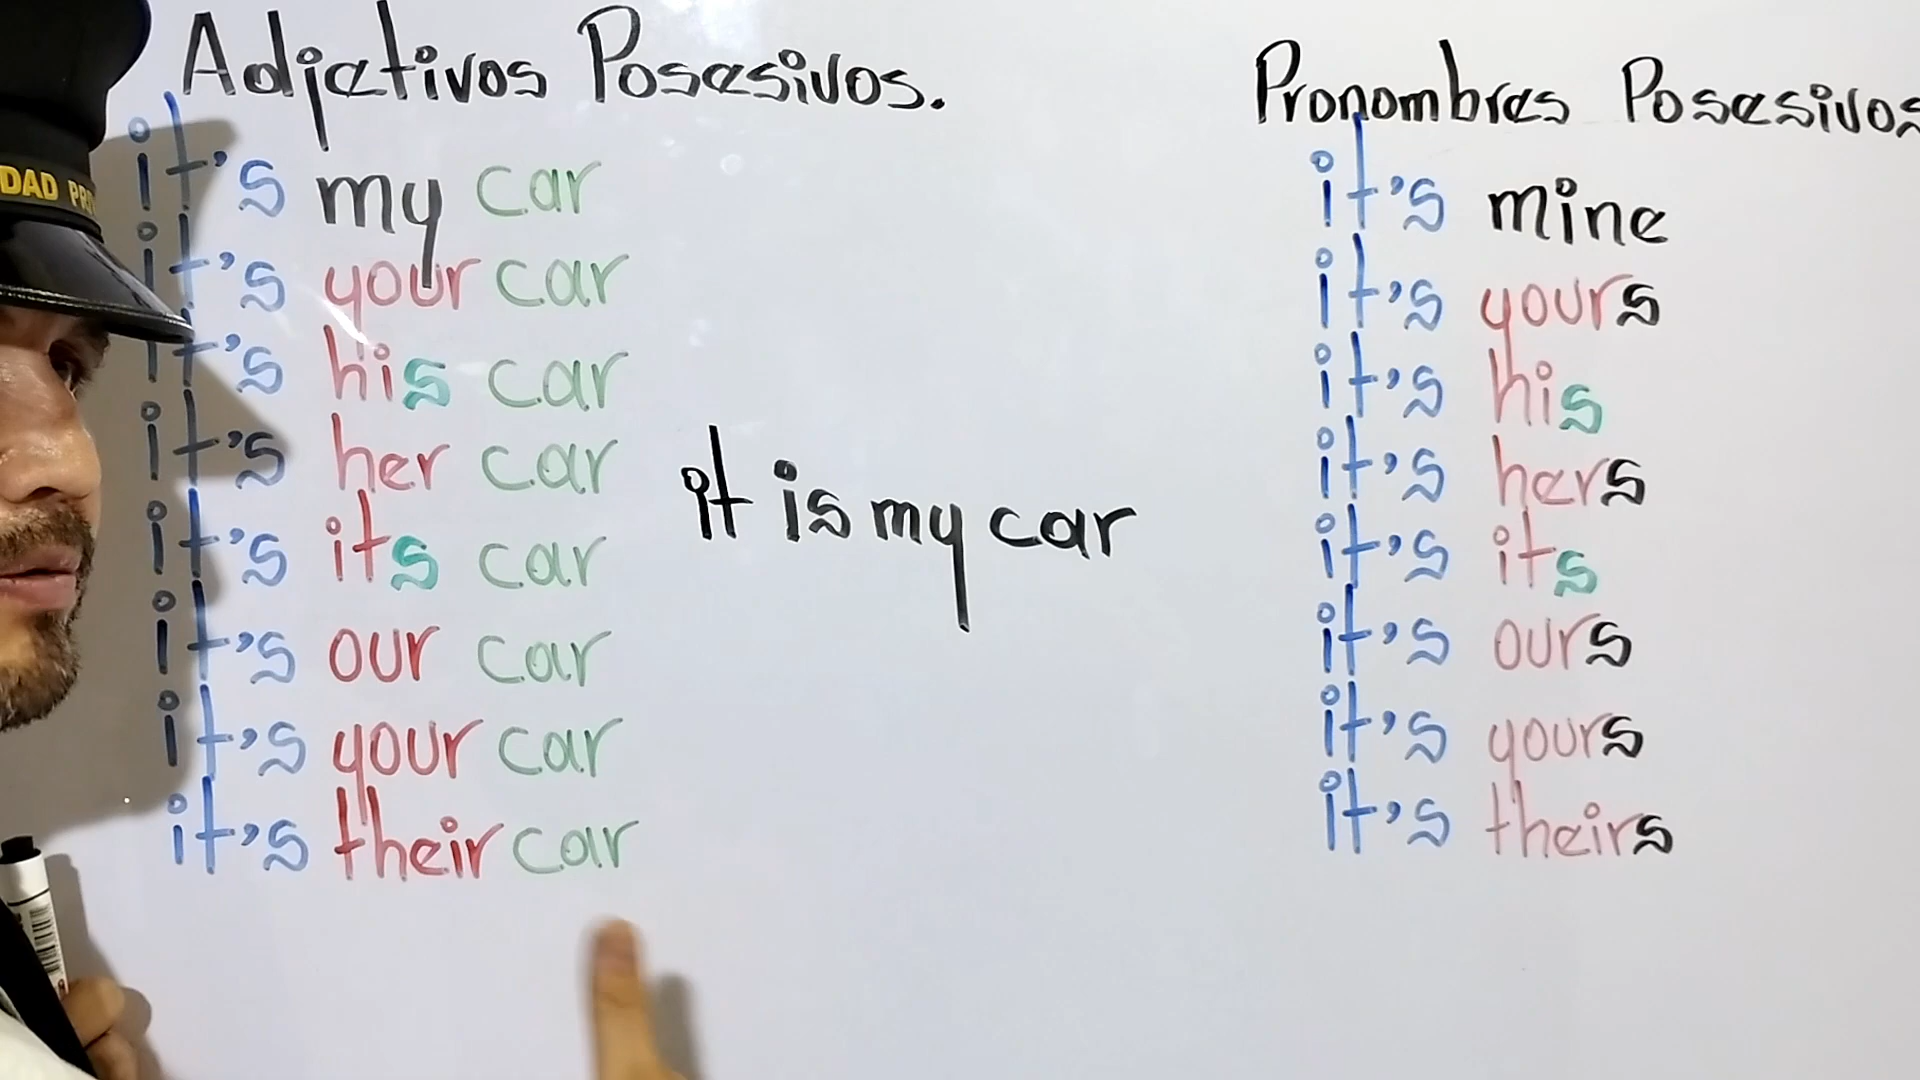 Adjetivos Posesivos.
it's my car
it's your car
it's his car
it's her car
it's its car
it's our car
it's your car
it's their car
it is my car
Pronombres Posesivos
it's mine
it's yours
it's his
it's hers
it's its
it's ours
it's yours
it's theirs
DAD PR